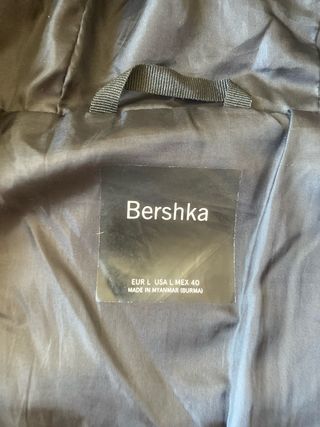 Bershka
EUR L USA L MEX 40
MADE IN MYANMAR (BURMA)